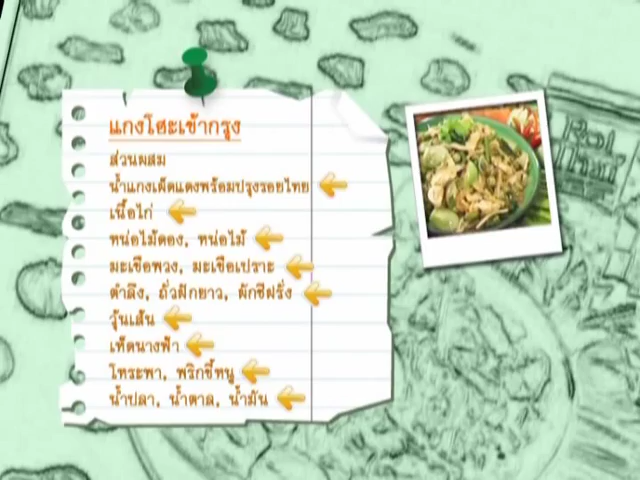 แกงโฮะเข้ากรุง
ส่วนผสม
น้ำแกงเผ็ดแดงพร้อมปรุงรอยไทย
เนื้อไก่
หน่อไม้ดอง, หน่อไม้
มะเขือพวง, มะเขือเปราะ
ตำลึง, ถั่วฝักยาว, ผักชีฝรั่ง
วุ้นเส้น
เห็ดนางฟ้า
โหระพา, พริกขี้หนู
น้ำปลา, น้ำตาล, น้ำมัน
Roi
Thai